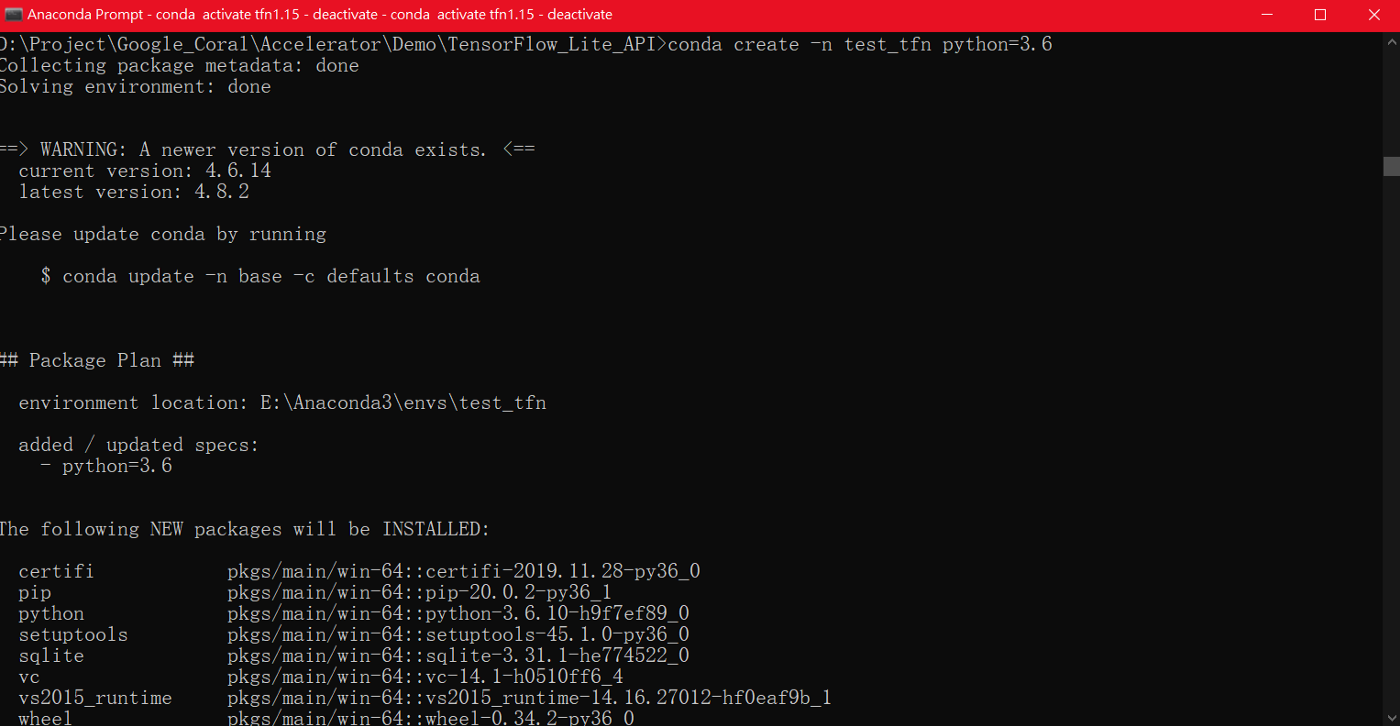 Anaconda Prompt - conda  activate tfn1.15 - deactivate - conda  activate tfn1.15 - deactivate
D:\Project\Google_Coral\Accelerator\Demo\TensorFlow_Lite_API>conda create -n test_tfn python=3.6
Collecting package metadata: done
Solving environment: done
==> WARNING: A newer version of conda exists. <==
  current version: 4.6.14
  latest version: 4.8.2
Please update conda by running
    $ conda update -n base -c defaults conda
## Package Plan ##
  environment location: E:\Anaconda3\envs\test_tfn
  added / updated specs:
    - python=3.6
The following NEW packages will be INSTALLED:
  certifi            pkgs/main/win-64::certifi-2019.11.28-py36_0
  pip                pkgs/main/win-64::pip-20.0.2-py36_1
  python             pkgs/main/win-64::python-3.6.10-h9f7ef89_0
  setuptools         pkgs/main/win-64::setuptools-45.1.0-py36_0
  sqlite             pkgs/main/win-64::sqlite-3.31.1-he774522_0
  vc                 pkgs/main/win-64::vc-14.1-h0510ff6_4
  vs2015_runtime     pkgs/main/win-64::vs2015_runtime-14.16.27012-hf0eaf9b_1
  wheel              pkgs/main/win-64::wheel-0.34.2-py36_0